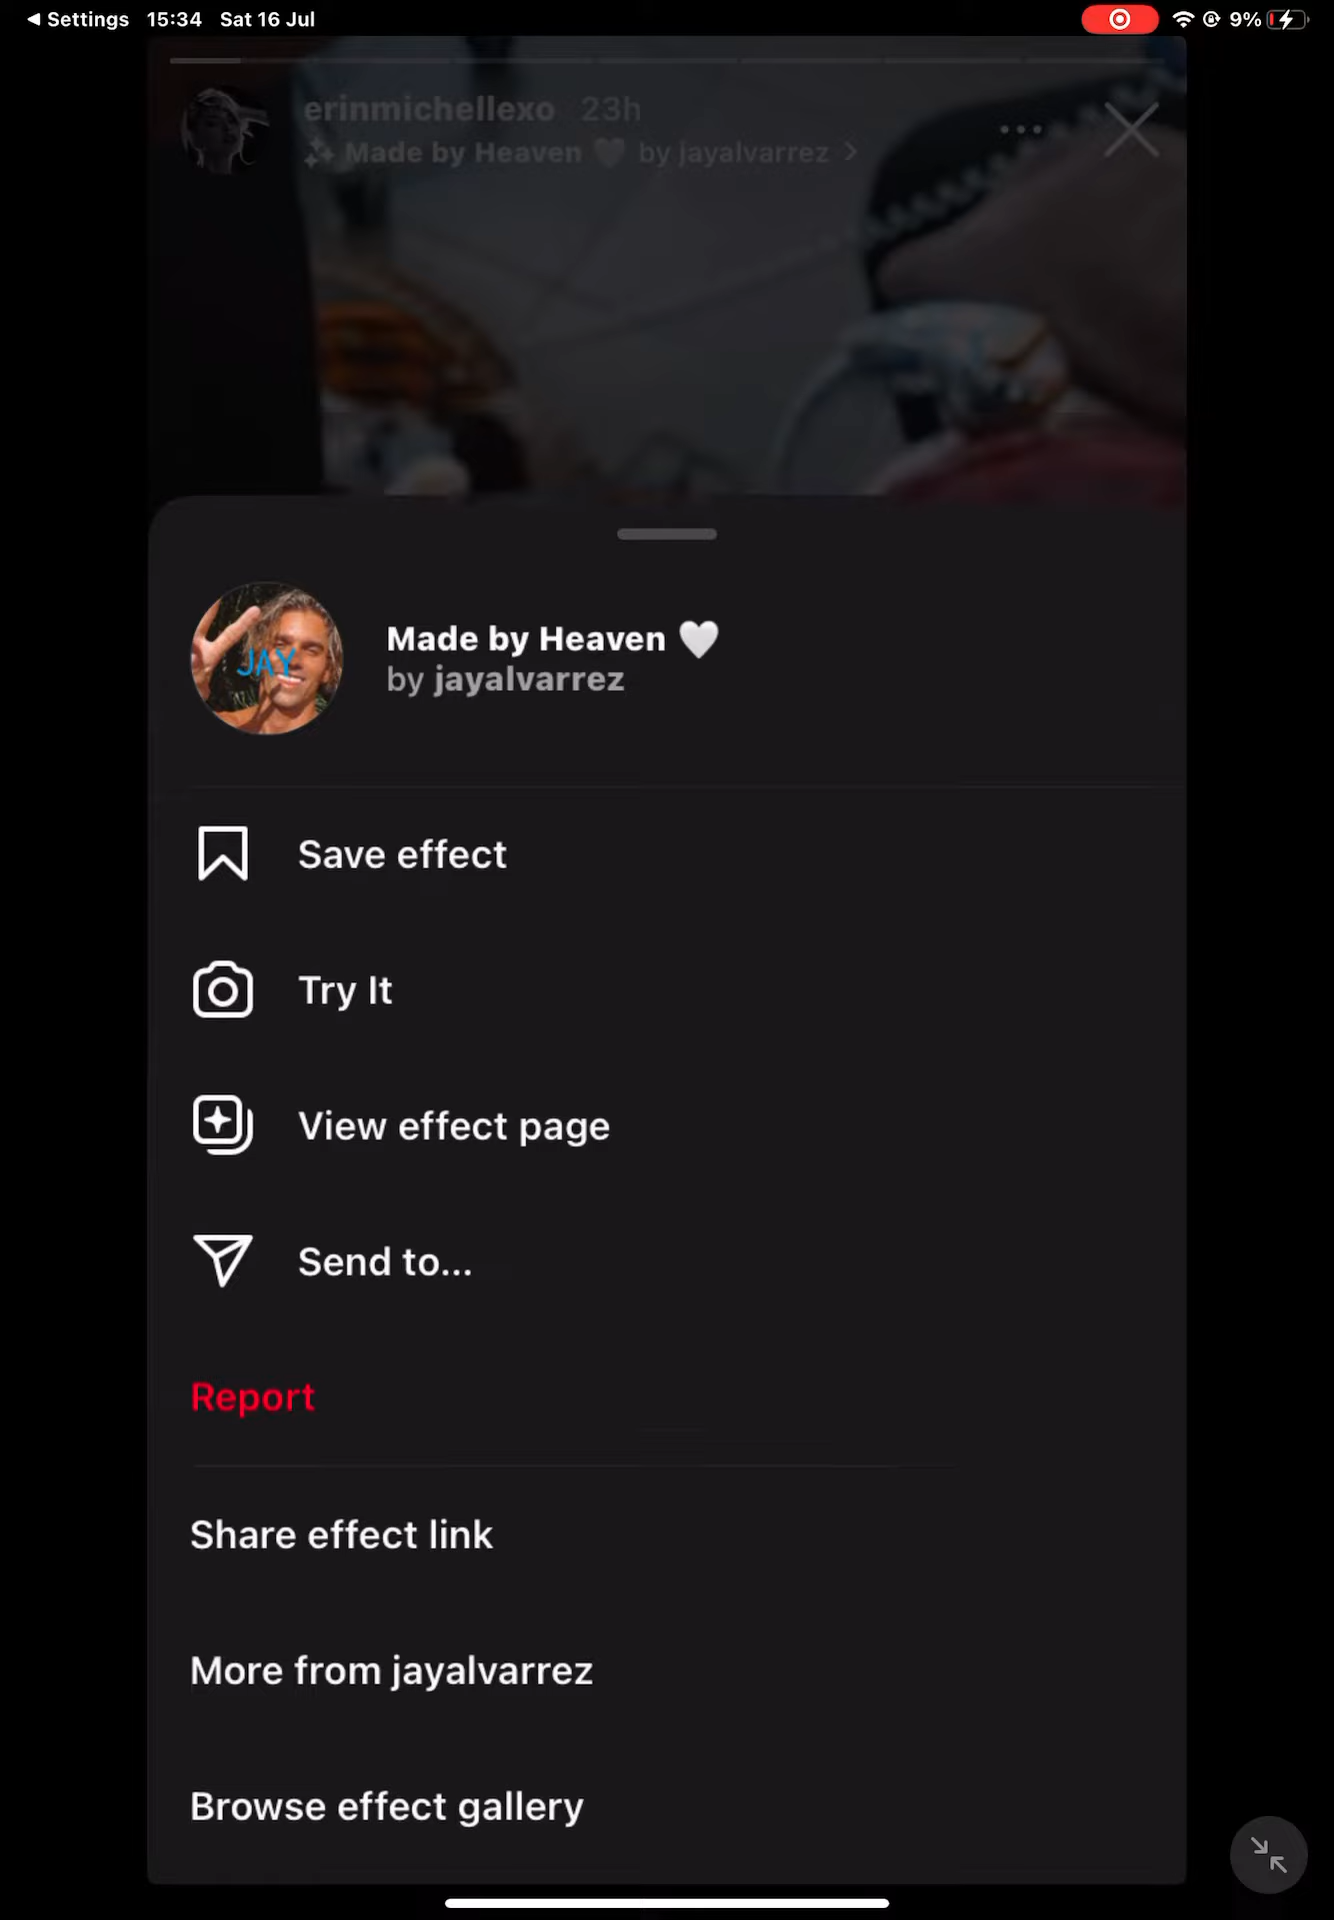 Settings 15:34 Sat 16 Jul 9%
erinmichellexo 23h
Made by Heaven 🤍 by jayalvarrez
JAY
Made by Heaven 🤍
by jayalvarrez
Save effect
Try It
View effect page
Send to...
Report
Share effect link
More from jayalvarrez
Browse effect gallery